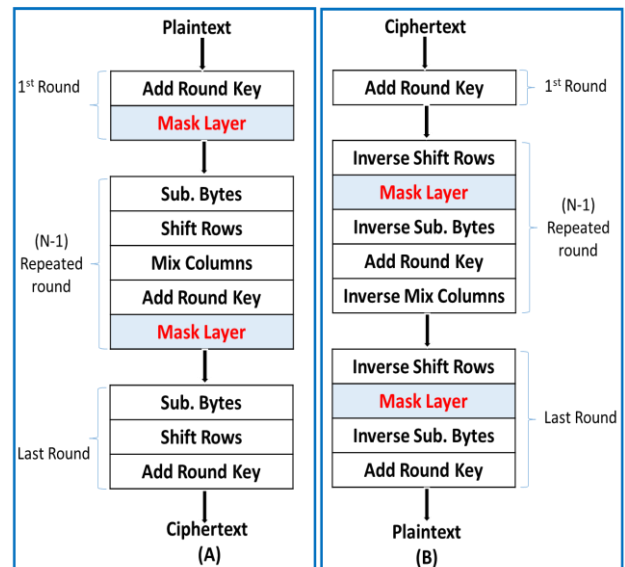 Plaintext
1st Round
Add Round Key
Mask Layer
(N-1)
Repeated
round
Sub. Bytes
Shift Rows
Mix Columns
Add Round Key
Mask Layer
Last Round
Sub. Bytes
Shift Rows
Add Round Key
Ciphertext
(A)
Ciphertext
Add Round Key
1st Round
Inverse Shift Rows
Mask Layer
Inverse Sub. Bytes
Add Round Key
Inverse Mix Columns
(N-1)
Repeated
round
Inverse Shift Rows
Mask Layer
Inverse Sub. Bytes
Add Round Key
Last Round
Plaintext
(B)